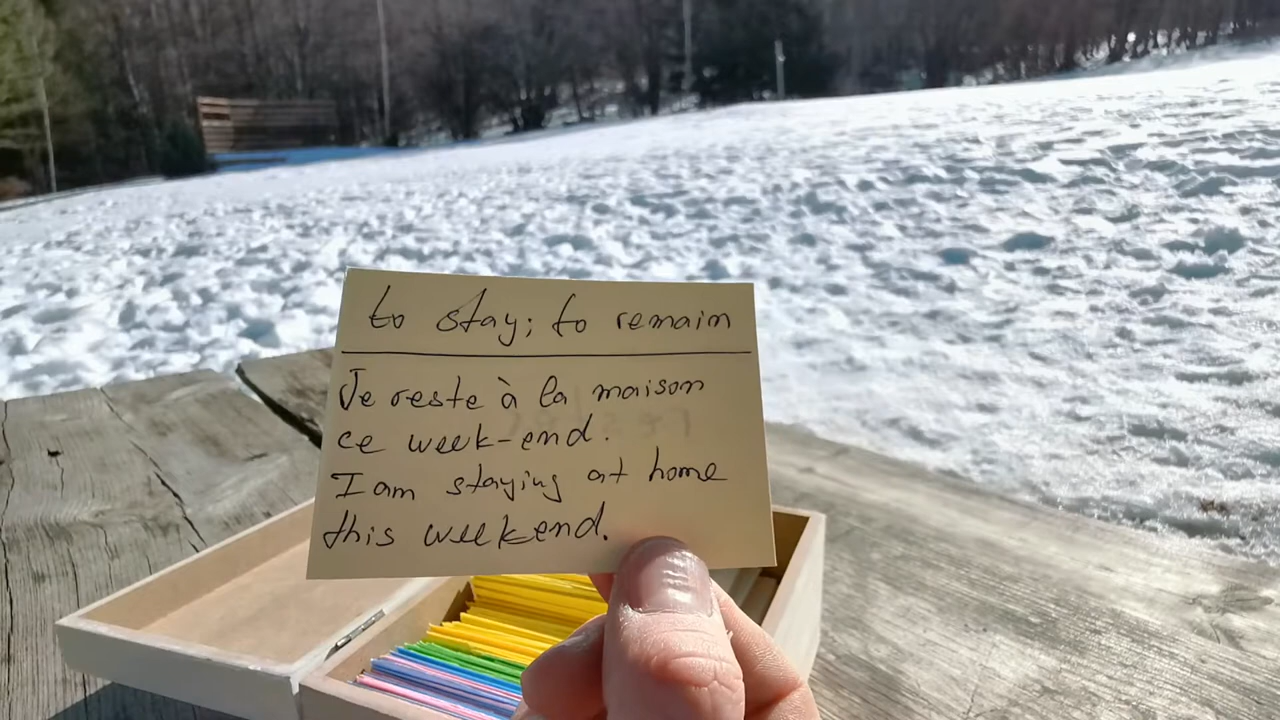 to stay; to remain
Je reste à la maison
ce week-end.
I am staying at home
this weekend.